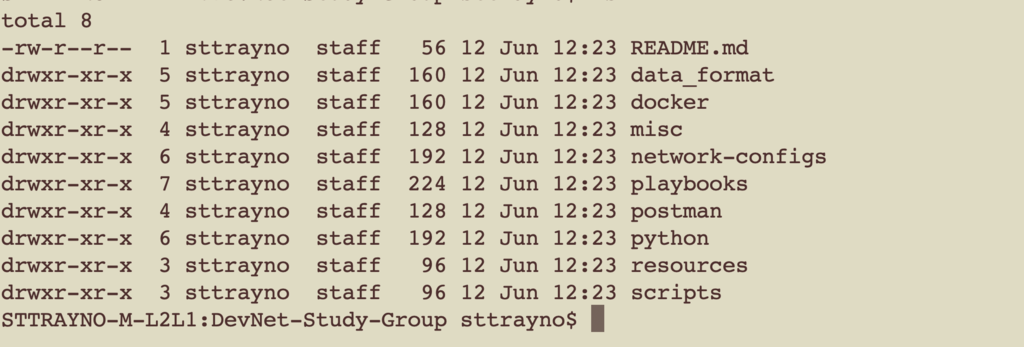 total 8
-rw-r--r--  1 sttrayno  staff   56 12 Jun 12:23 README.md
drwxr-xr-x  5 sttrayno  staff  160 12 Jun 12:23 data_format
drwxr-xr-x  5 sttrayno  staff  160 12 Jun 12:23 docker
drwxr-xr-x  4 sttrayno  staff  128 12 Jun 12:23 misc
drwxr-xr-x  6 sttrayno  staff  192 12 Jun 12:23 network-configs
drwxr-xr-x  7 sttrayno  staff  224 12 Jun 12:23 playbooks
drwxr-xr-x  4 sttrayno  staff  128 12 Jun 12:23 postman
drwxr-xr-x  6 sttrayno  staff  192 12 Jun 12:23 python
drwxr-xr-x  3 sttrayno  staff   96 12 Jun 12:23 resources
drwxr-xr-x  3 sttrayno  staff   96 12 Jun 12:23 scripts
STTRAYNO-M-L2L1:DevNet-Study-Group sttrayno$